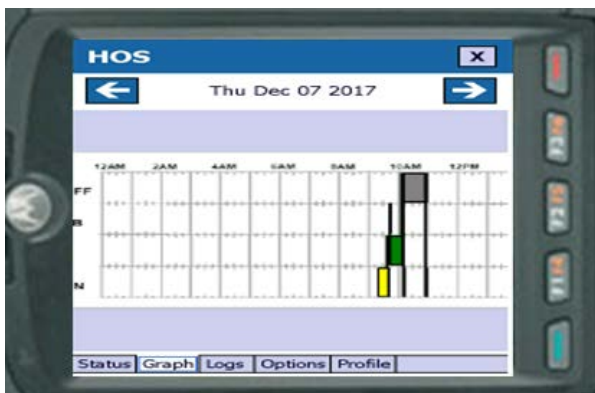 HOS X
Thu Dec 07 2017
12AM 2AM 4AM 6AM 8AM 10AM 12PM
FF
B
N
Status Graph Logs Options Profile